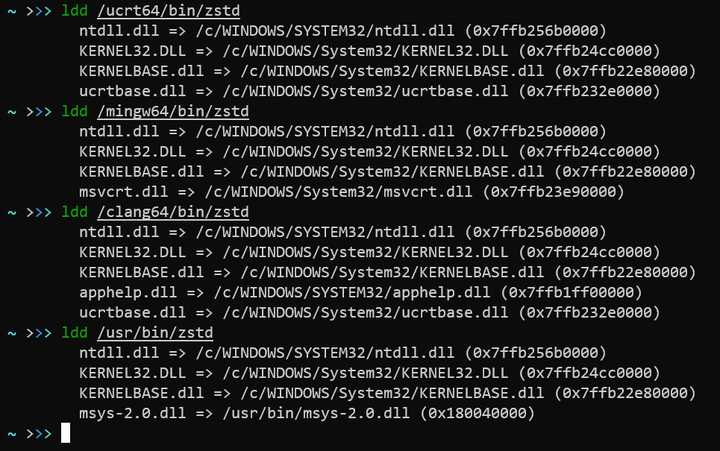 ~ >>> ldd /ucrt64/bin/zstd
ntdll.dll => /c/WINDOWS/SYSTEM32/ntdll.dll (0x7ffb256b0000)
KERNEL32.DLL => /c/WINDOWS/System32/KERNEL32.DLL (0x7ffb24cc0000)
KERNELBASE.dll => /c/WINDOWS/System32/KERNELBASE.dll (0x7ffb22e80000)
ucrtbase.dll => /c/WINDOWS/System32/ucrtbase.dll (0x7ffb232e0000)
~ >>> ldd /mingw64/bin/zstd
ntdll.dll => /c/WINDOWS/SYSTEM32/ntdll.dll (0x7ffb256b0000)
KERNEL32.DLL => /c/WINDOWS/System32/KERNEL32.DLL (0x7ffb24cc0000)
KERNELBASE.dll => /c/WINDOWS/System32/KERNELBASE.dll (0x7ffb22e80000)
msvcrt.dll => /c/WINDOWS/System32/msvcrt.dll (0x7ffb23e90000)
~ >>> ldd /clang64/bin/zstd
ntdll.dll => /c/WINDOWS/SYSTEM32/ntdll.dll (0x7ffb256b0000)
KERNEL32.DLL => /c/WINDOWS/System32/KERNEL32.DLL (0x7ffb24cc0000)
KERNELBASE.dll => /c/WINDOWS/System32/KERNELBASE.dll (0x7ffb22e80000)
apphelp.dll => /c/WINDOWS/SYSTEM32/apphelp.dll (0x7ffb1ff00000)
ucrtbase.dll => /c/WINDOWS/System32/ucrtbase.dll (0x7ffb232e0000)
~ >>> ldd /usr/bin/zstd
ntdll.dll => /c/WINDOWS/SYSTEM32/ntdll.dll (0x7ffb256b0000)
KERNEL32.DLL => /c/WINDOWS/System32/KERNEL32.DLL (0x7ffb24cc0000)
KERNELBASE.dll => /c/WINDOWS/System32/KERNELBASE.dll (0x7ffb22e80000)
msys-2.0.dll => /usr/bin/msys-2.0.dll (0x180040000)
~ >>>